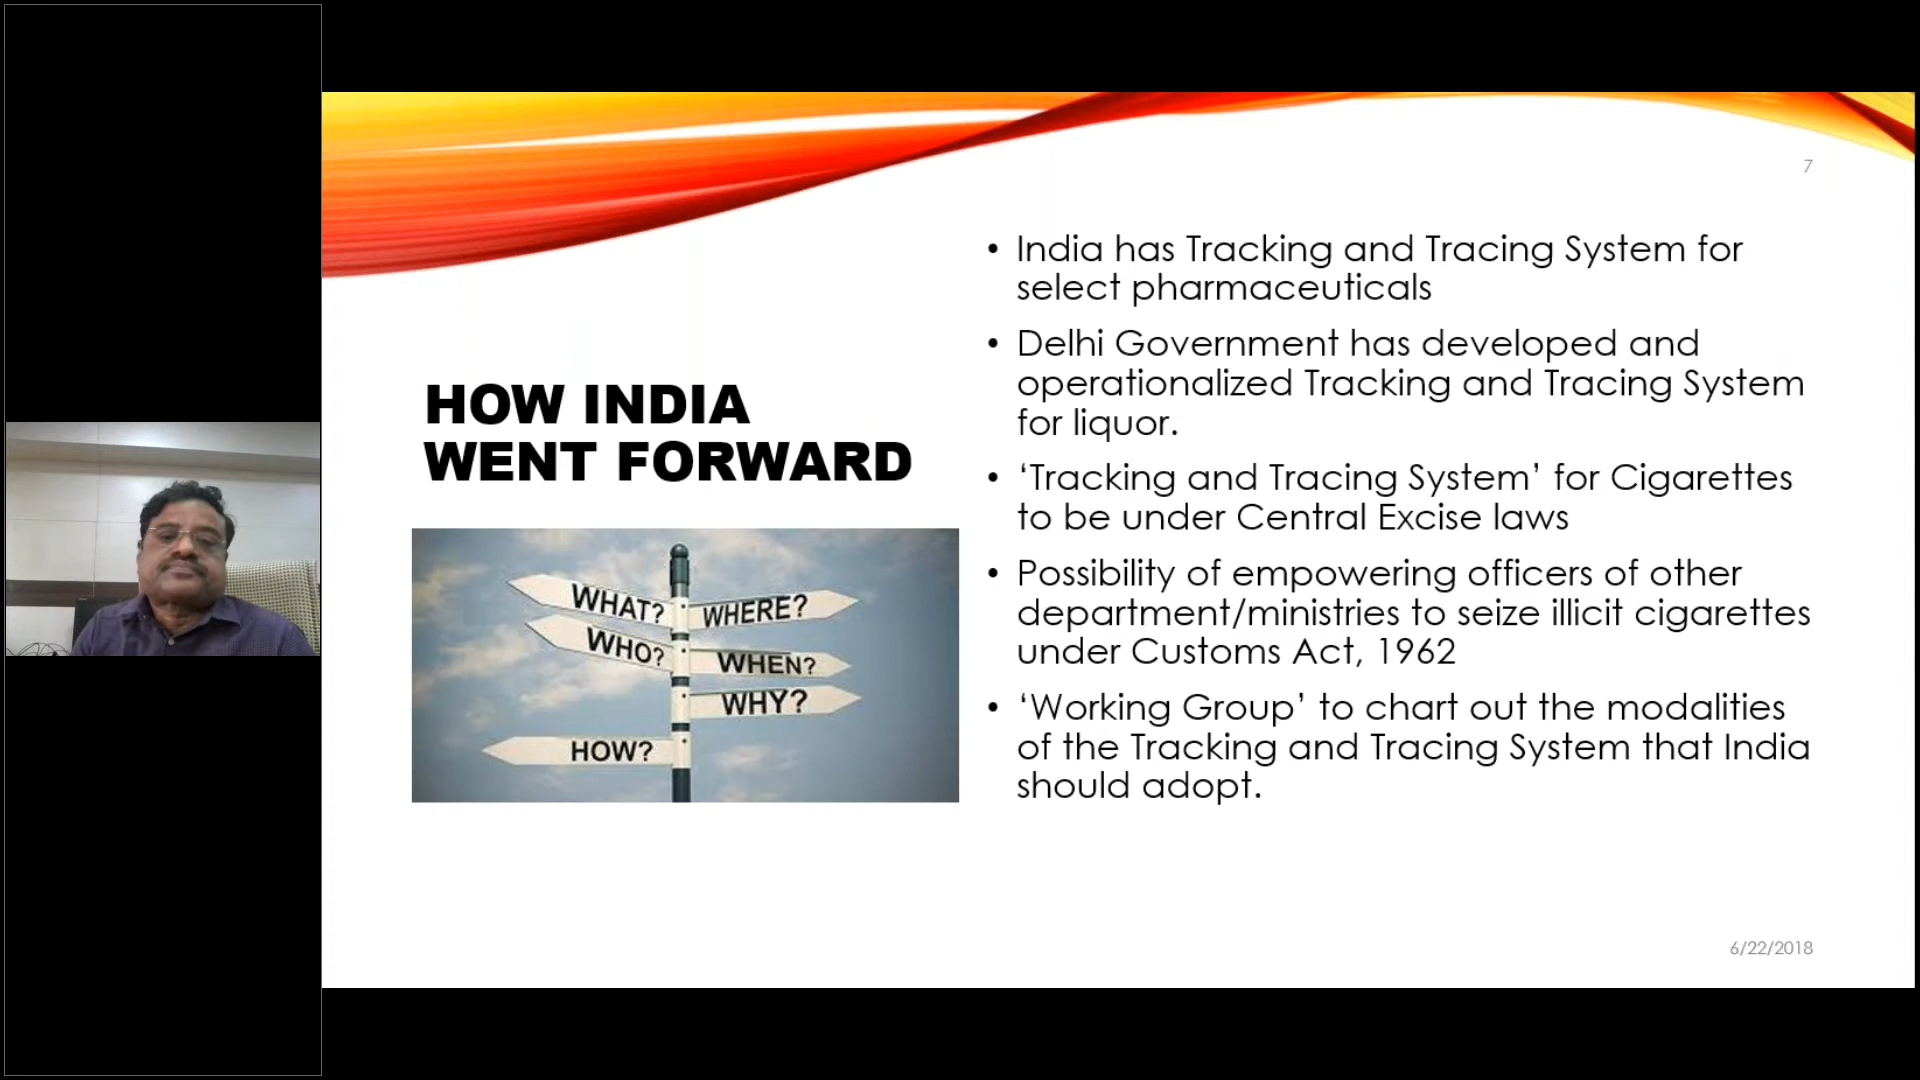 7
HOW INDIA
WENT FORWARD
WHAT?
WHERE?
WHO?
WHEN?
WHY?
HOW?
• India has Tracking and Tracing System for
select pharmaceuticals
• Delhi Government has developed and
operationalized Tracking and Tracing System
for liquor.
• ‘Tracking and Tracing System’ for Cigarettes
to be under Central Excise laws
• Possibility of empowering officers of other
department/ministries to seize illicit cigarettes
under Customs Act, 1962
• ‘Working Group’ to chart out the modalities
of the Tracking and Tracing System that India
should adopt.
6/22/2018